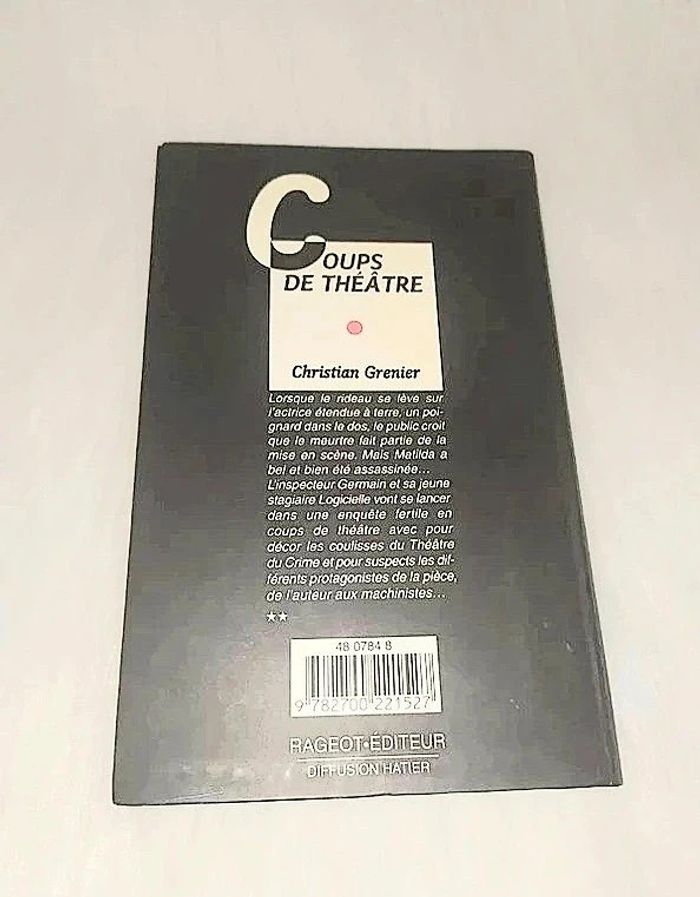 COUPS
DE THÉÂTRE
Christian Grenier
Lorsque le rideau se lève sur
l'actrice étendue à terre, un poi-
gnard dans le dos, le public croit
que le meurtre fait partie de la
mise en scène. Mais Matilda a
bel et bien été assassinée...
L'inspecteur Germain et sa jeune
stagiaire Logicielle vont se lancer
dans une enquête fertile en
coups de théâtre avec pour
décor les coulisses du Théâtre
du Crime et pour suspects les dif-
férents protagonistes de la pièce,
de l'auteur aux machinistes...
★★
48 0784 8
9 782700 221527
RAGEOT•ÉDITEUR
DIFFUSION HATIER